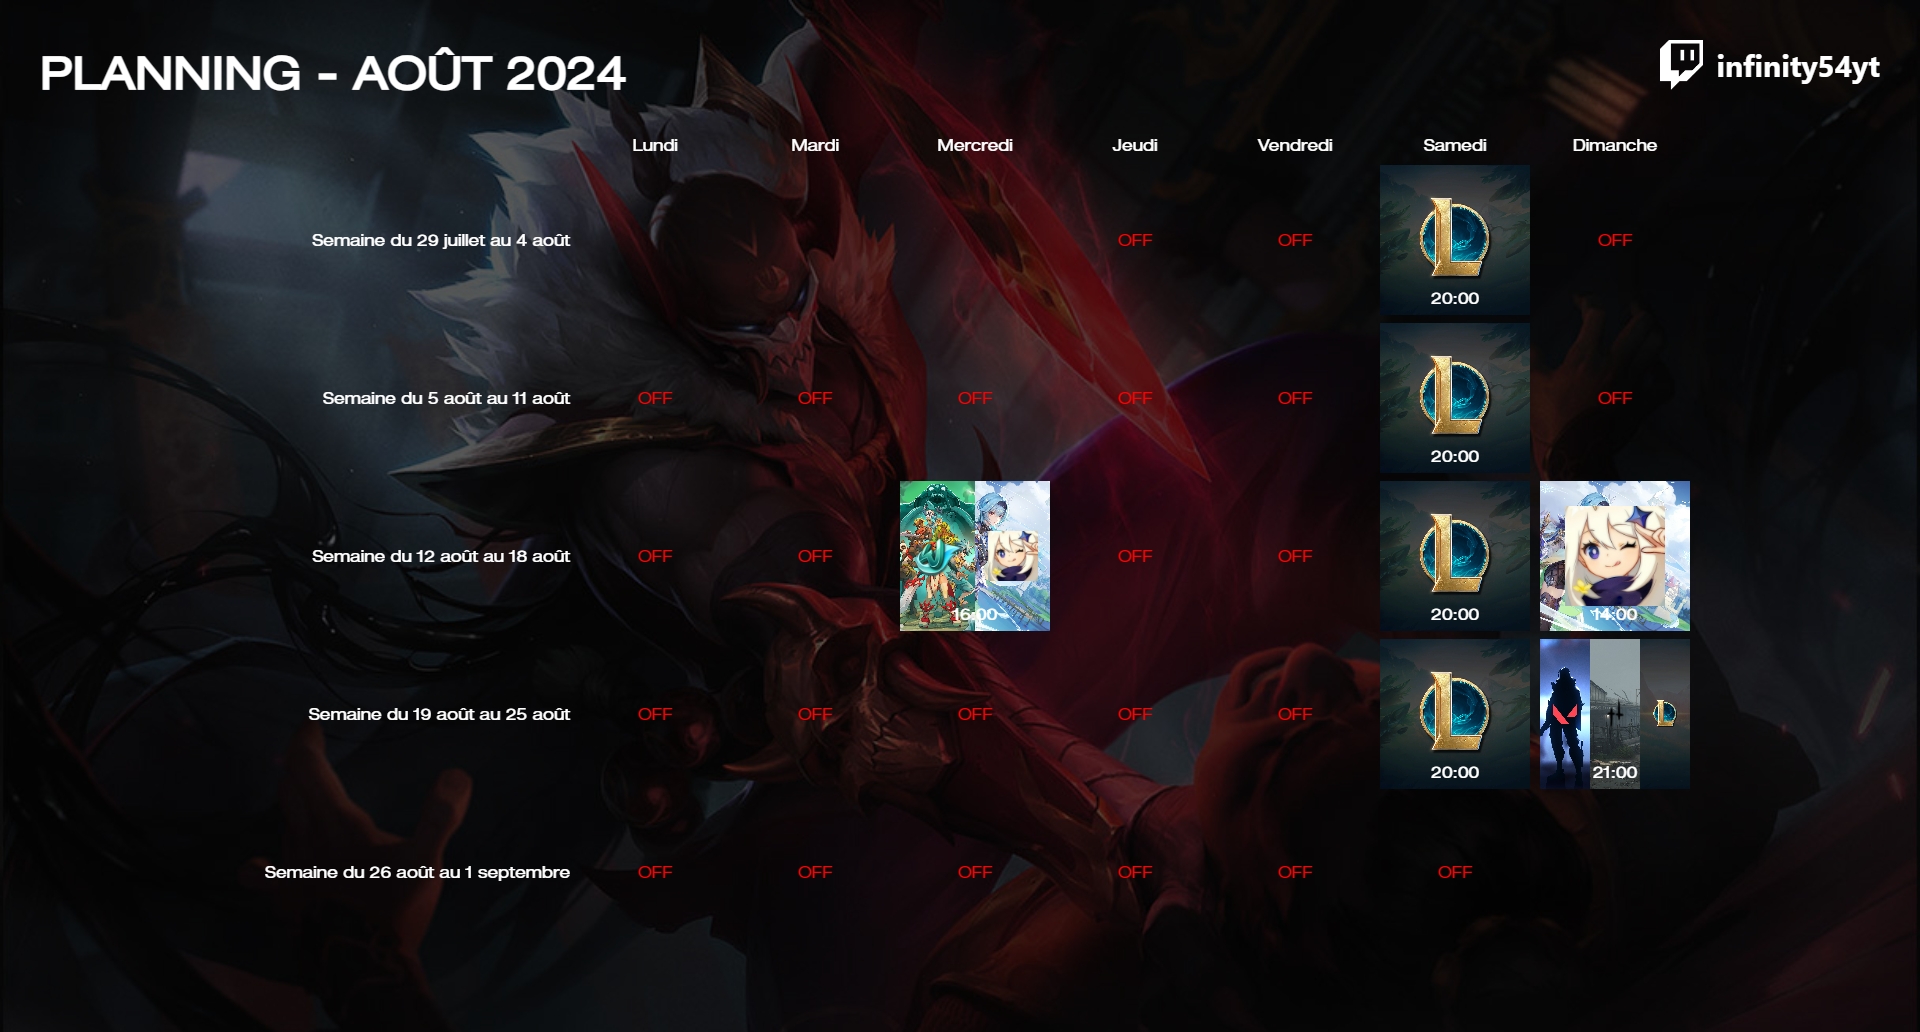 PLANNING - AOÛT 2024
infinity54yt
Lundi Mardi Mercredi Jeudi Vendredi Samedi Dimanche
Semaine du 29 juillet au 4 août OFF OFF 20:00 OFF
Semaine du 5 août au 11 août OFF OFF OFF OFF OFF 20:00 OFF
Semaine du 12 août au 18 août OFF OFF 16:00 OFF OFF 20:00 14:00
Semaine du 19 août au 25 août OFF OFF OFF OFF OFF 20:00 21:00
Semaine du 26 août au 1 septembre OFF OFF OFF OFF OFF OFF